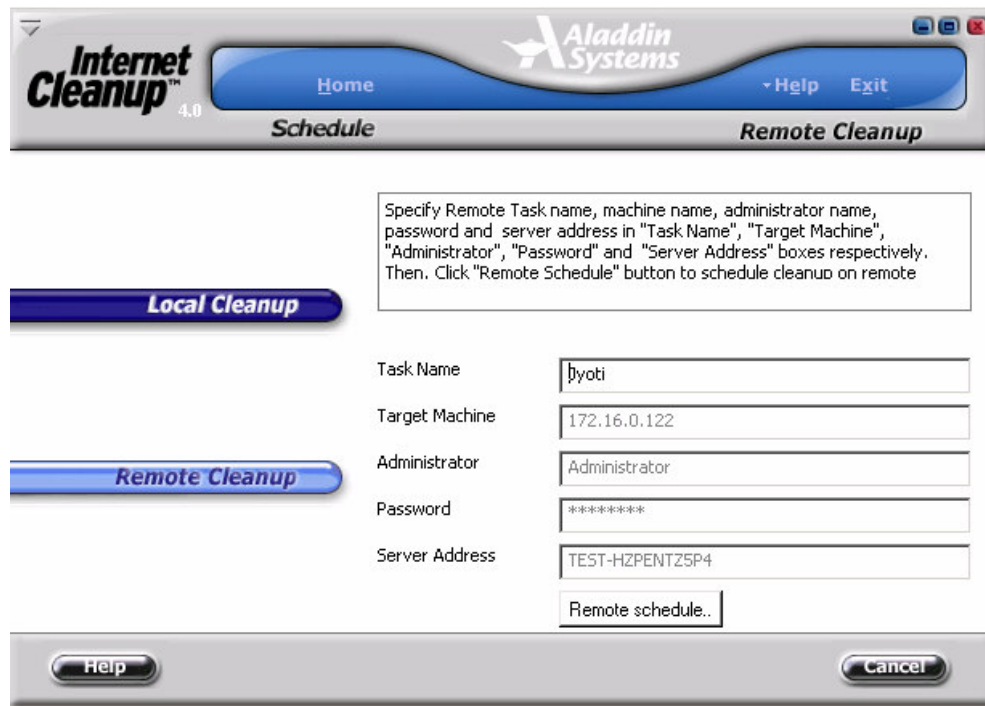 Aladdin
Systems
Internet
Cleanup™ 4.0
Home
Help Exit
Schedule
Remote Cleanup
Specify Remote Task name, machine name, administrator name,
password and server address in "Task Name", "Target Machine",
"Administrator", "Password" and "Server Address" boxes respectively.
Then. Click "Remote Schedule" button to schedule cleanup on remote
Local Cleanup
Remote Cleanup
Task Name Jyoti
Target Machine 172.16.0.122
Administrator Administrator
Password ********
Server Address TEST-HZPENTZ5P4
Remote schedule..
Help
Cancel